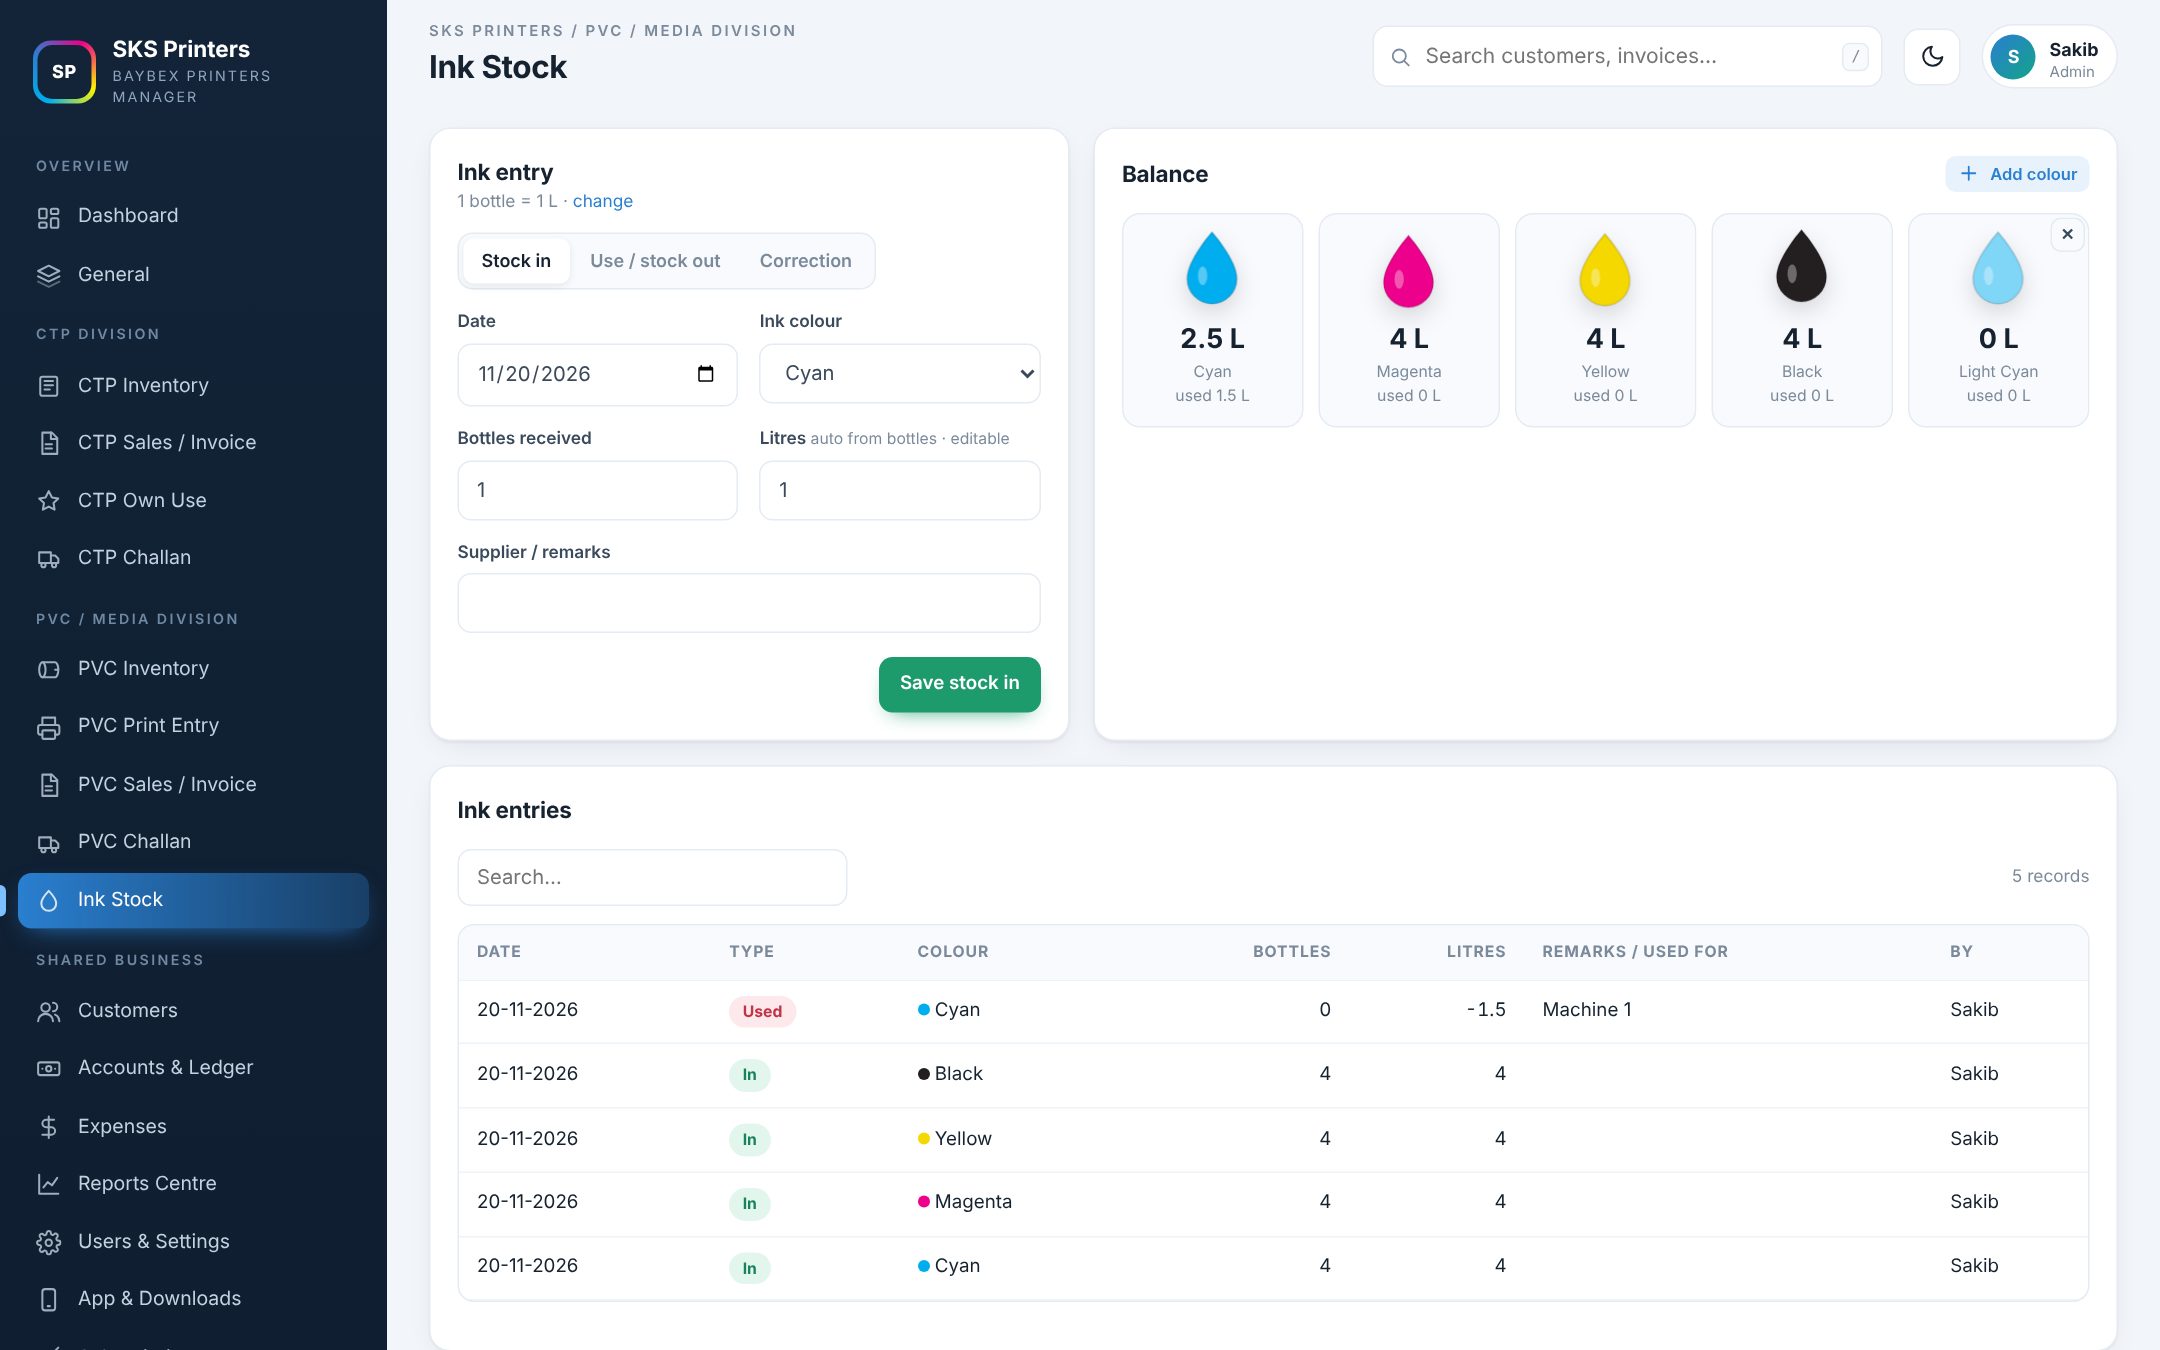 SP
SKS Printers
BAYBEX PRINTERS
MANAGER
OVERVIEW
Dashboard
General
CTP DIVISION
CTP Inventory
CTP Sales / Invoice
CTP Own Use
CTP Challan
PVC / MEDIA DIVISION
PVC Inventory
PVC Print Entry
PVC Sales / Invoice
PVC Challan
Ink Stock
SHARED BUSINESS
Customers
Accounts & Ledger
Expenses
Reports Centre
Users & Settings
App & Downloads
SKS PRINTERS / PVC / MEDIA DIVISION
Ink Stock
Search customers, invoices... /
S
Sakib
Admin
Ink entry
1 bottle = 1 L · change
Stock in Use / stock out Correction
Date Ink colour
11/20/2026 Cyan
Bottles received Litres auto from bottles · editable
1 1
Supplier / remarks
Save stock in
Balance
+ Add colour
×
2.5 L 4 L 4 L 4 L 0 L
Cyan Magenta Yellow Black Light Cyan
used 1.5 L used 0 L used 0 L used 0 L used 0 L
Ink entries
Search...
5 records
DATE TYPE COLOUR BOTTLES LITRES REMARKS / USED FOR BY
20-11-2026 Used Cyan 0 -1.5 Machine 1 Sakib
20-11-2026 In Black 4 4 Sakib
20-11-2026 In Yellow 4 4 Sakib
20-11-2026 In Magenta 4 4 Sakib
20-11-2026 In Cyan 4 4 Sakib